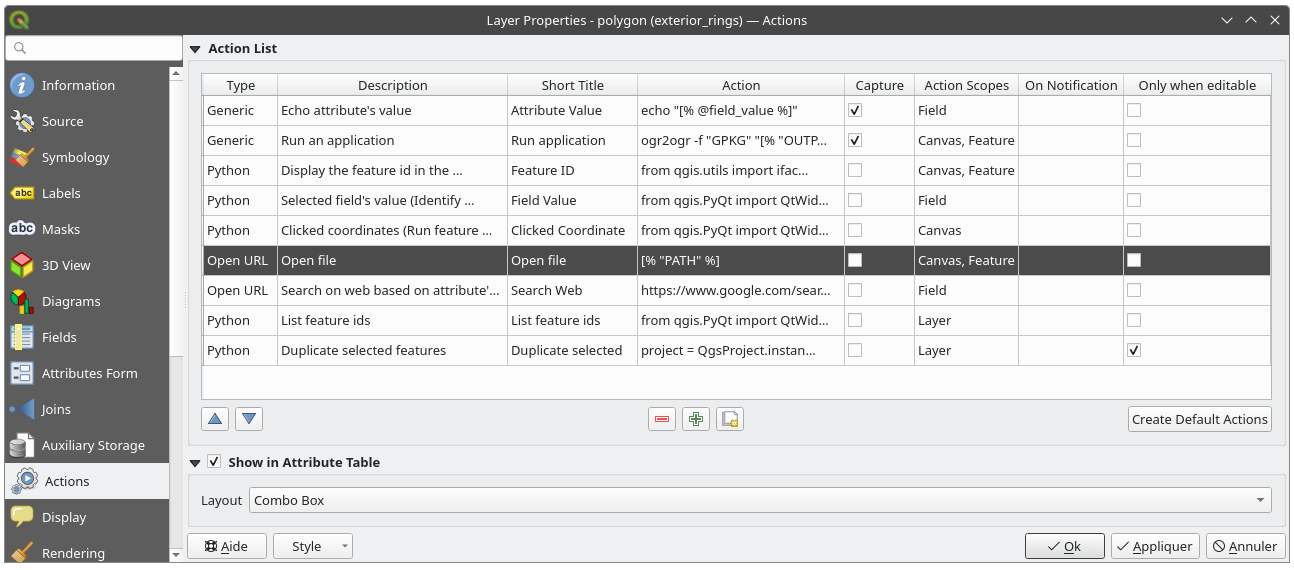 Layer Properties - polygon (exterior_rings) — Actions
Information
Source
Symbology
Labels
Masks
3D View
Diagrams
Fields
Attributes Form
Joins
Auxiliary Storage
Actions
Display
Rendering
Action List
Type Description Short Title Action Capture Action Scopes On Notification Only when editable
Generic Echo attribute's value Attribute Value echo "[% @field_value %]" Field
Generic Run an application Run application ogr2ogr -f "GPKG" "[% "OUTP... Canvas, Feature
Python Display the feature id in the ... Feature ID from qgis.utils import ifac... Canvas, Feature
Python Selected field's value (Identify ... Field Value from qgis.PyQt import QtWid... Field
Python Clicked coordinates (Run feature ... Clicked Coordinate from qgis.PyQt import QtWid... Canvas
Open URL Open file Open file [% "PATH" %] Canvas, Feature
Open URL Search on web based on attribute'... Search Web https://www.google.com/sear... Field
Python List feature ids List feature ids from qgis.PyQt import QtWid... Layer
Python Duplicate selected features Duplicate selected project = QgsProject.instan... Layer
Create Default Actions
Show in Attribute Table
Layout Combo Box
Aide Style Ok Appliquer Annuler